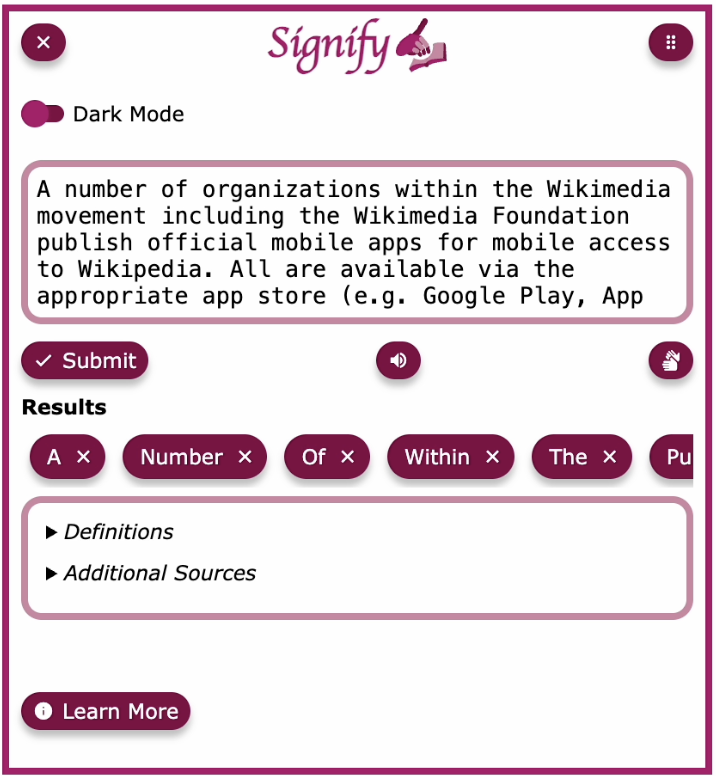 Signify
Dark Mode
A number of organizations within the Wikimedia
movement including the Wikimedia Foundation
publish official mobile apps for mobile access
to Wikipedia. All are available via the
appropriate app store (e.g. Google Play, App
Submit
Results
A × Number × Of × Within × The × Pu
Definitions
Additional Sources
Learn More